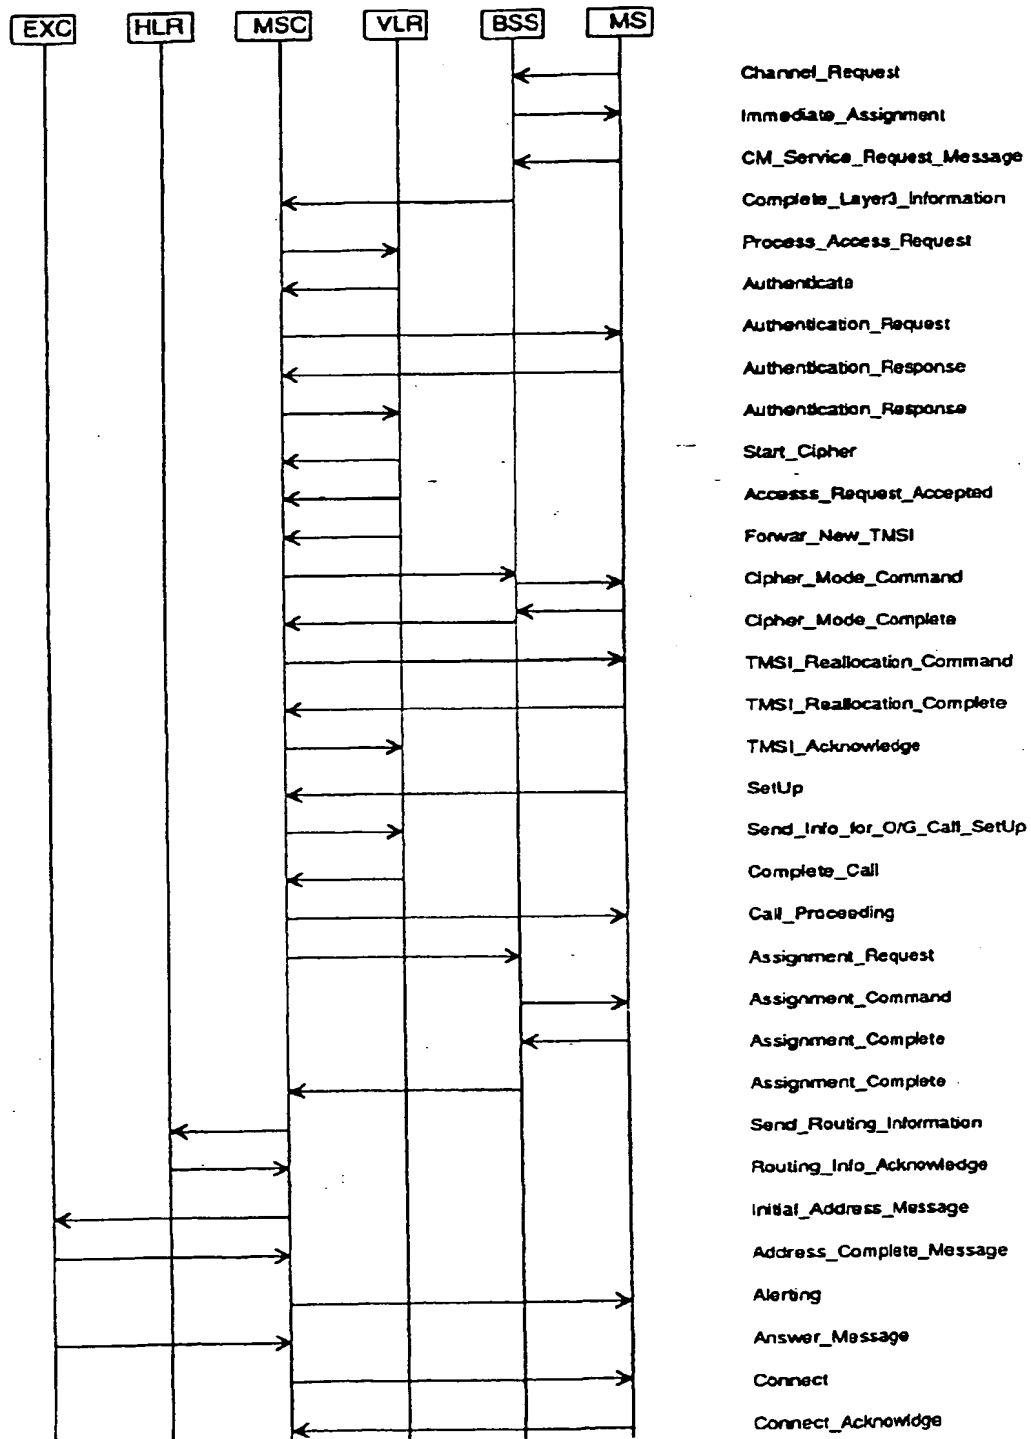 EXC HLR MSC VLR BSS MS
Channel_Request
Immediate_Assignment
CM_Service_Request_Message
Complete_Layer3_Information
Process_Access_Request
Authenticate
Authentication_Request
Authentication_Response
Authentication_Response
Start_Cipher
Accesss_Request_Accepted
Forwar_New_TMSI
Cipher_Mode_Command
Cipher_Mode_Complete
TMSI_Reallocation_Command
TMSI_Reallocation_Complete
TMSI_Acknowledge
SetUp
Send_Info_for_O/G_Call_SetUp
Complete_Call
Call_Proceeding
Assignment_Request
Assignment_Command
Assignment_Complete
Assignment_Complete
Send_Routing_Information
Routing_Info_Acknowledge
Initial_Address_Message
Address_Complete_Message
Alerting
Answer_Message
Connect
Connect_Acknowldge